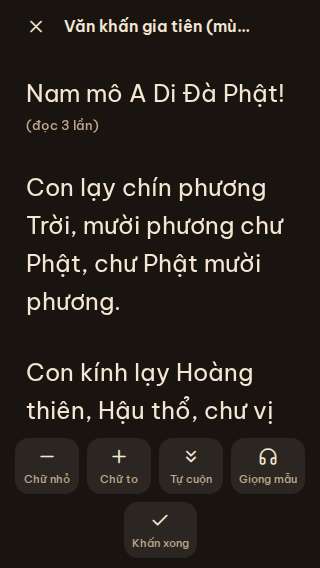 Văn khấn gia tiên (mù...
Nam mô A Di Đà Phật!
(đọc 3 lần)
Con lạy chín phương
Trời, mười phương chư
Phật, chư Phật mười
phương.
Con kính lạy Hoàng
thiên, Hậu thổ, chư vị
Chữ nhỏ
Chữ to
Tự cuộn
Giọng mẫu
Khấn xong